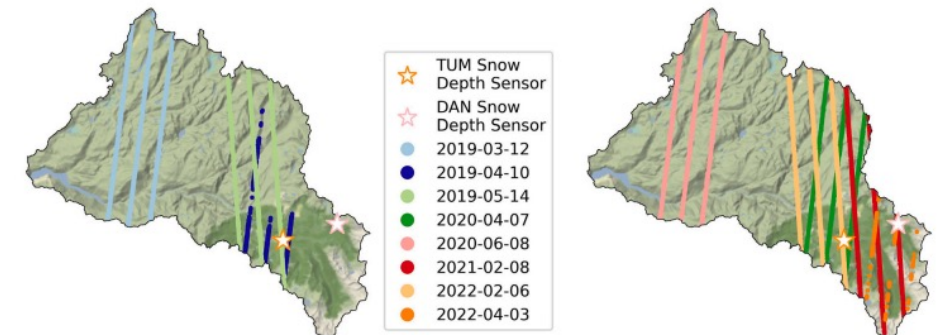 TUM Snow
Depth Sensor
DAN Snow
Depth Sensor
2019-03-12
2019-04-10
2019-05-14
2020-04-07
2020-06-08
2021-02-08
2022-02-06
2022-04-03